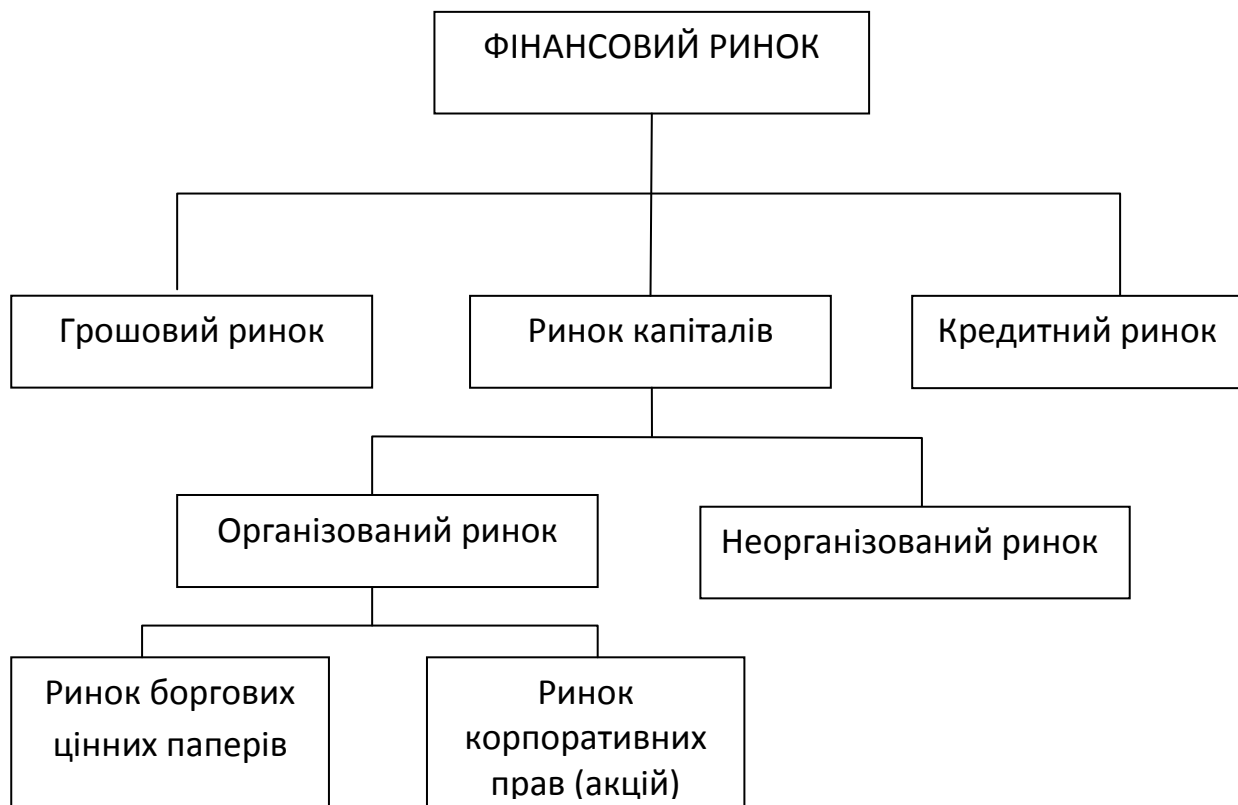 ФІНАНСОВИЙ РИНОК
Грошовий ринок
Ринок капіталів
Кредитний ринок
Організований ринок
Неорганізований ринок
Ринок боргових
цінних паперів
Ринок
корпоративних
прав (акцій)